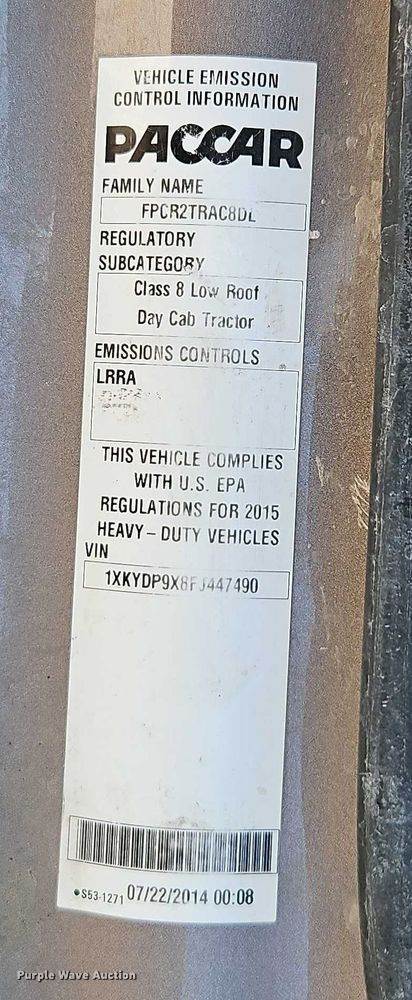 VEHICLE EMISSION
CONTROL INFORMATION
PACCAR
FAMILY NAME
FPCR2TRAC8DL
REGULATORY
SUBCATEGORY
Class 8 Low Roof
Day Cab Tractor
EMISSIONS CONTROLS
LRRA
THIS VEHICLE COMPLIES
WITH U.S. EPA
REGULATIONS FOR 2015
HEAVY – DUTY VEHICLES
VIN
1XKYDP9X8FJ447490
S53-1271 07/22/2014 00:08
Purple Wave Auction